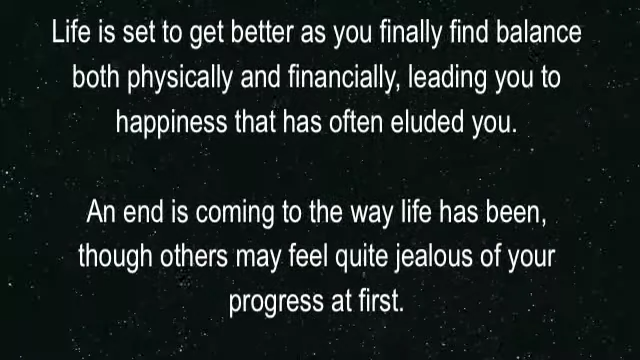 Life is set to get better as you finally find balance
both physically and financially, leading you to
happiness that has often eluded you.
An end is coming to the way life has been,
though others may feel quite jealous of your
progress at first.